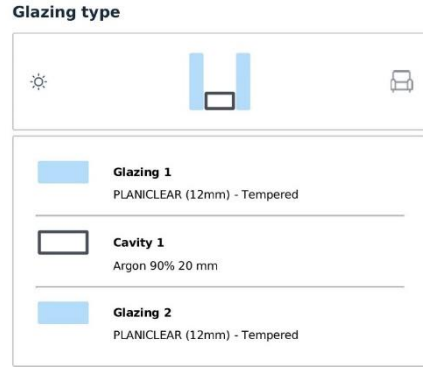 Glazing type
Glazing 1
PLANICLEAR (12mm) - Tempered
Cavity 1
Argon 90% 20 mm
Glazing 2
PLANICLEAR (12mm) - Tempered